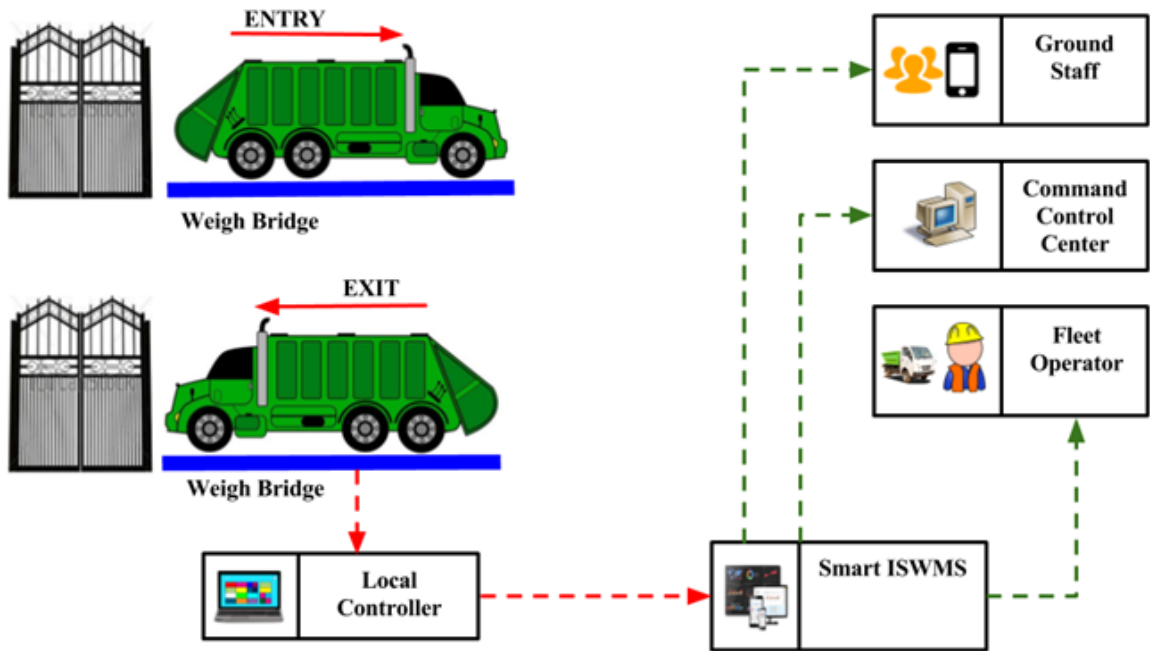 ENTRY
Weigh Bridge
EXIT
Weigh Bridge
Local
Controller
Smart ISWMS
Ground
Staff
Command
Control
Center
Fleet
Operator